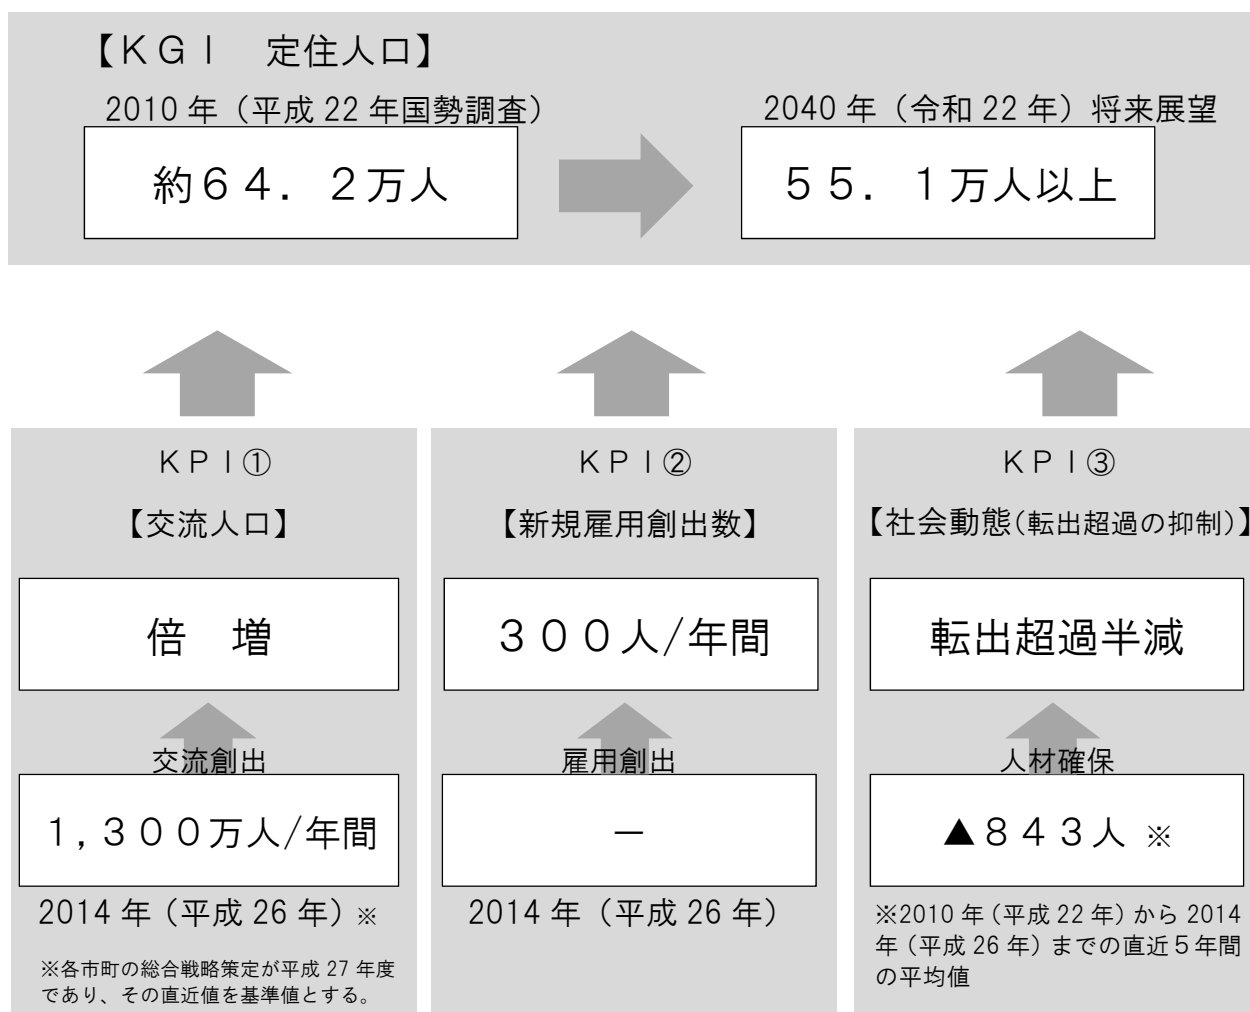 【ＫＧＩ　定住人口】
2010 年（平成 22 年国勢調査）
2040 年（令和 22 年）将来展望
約６４．２万人
５５．１万人以上
ＫＰＩ①
【交流人口】
倍　増
交流創出
１,３００万人/年間
2014 年（平成 26 年）※
※各市町の総合戦略策定が平成 27 年度
であり、その直近値を基準値とする。
ＫＰＩ②
【新規雇用創出数】
３００人/年間
雇用創出
－
2014 年（平成 26 年）
ＫＰＩ③
【社会動態(転出超過の抑制)】
転出超過半減
人材確保
▲８４３人 ※
※2010 年（平成 22 年）から 2014
年（平成 26 年）までの直近５年間
の平均値